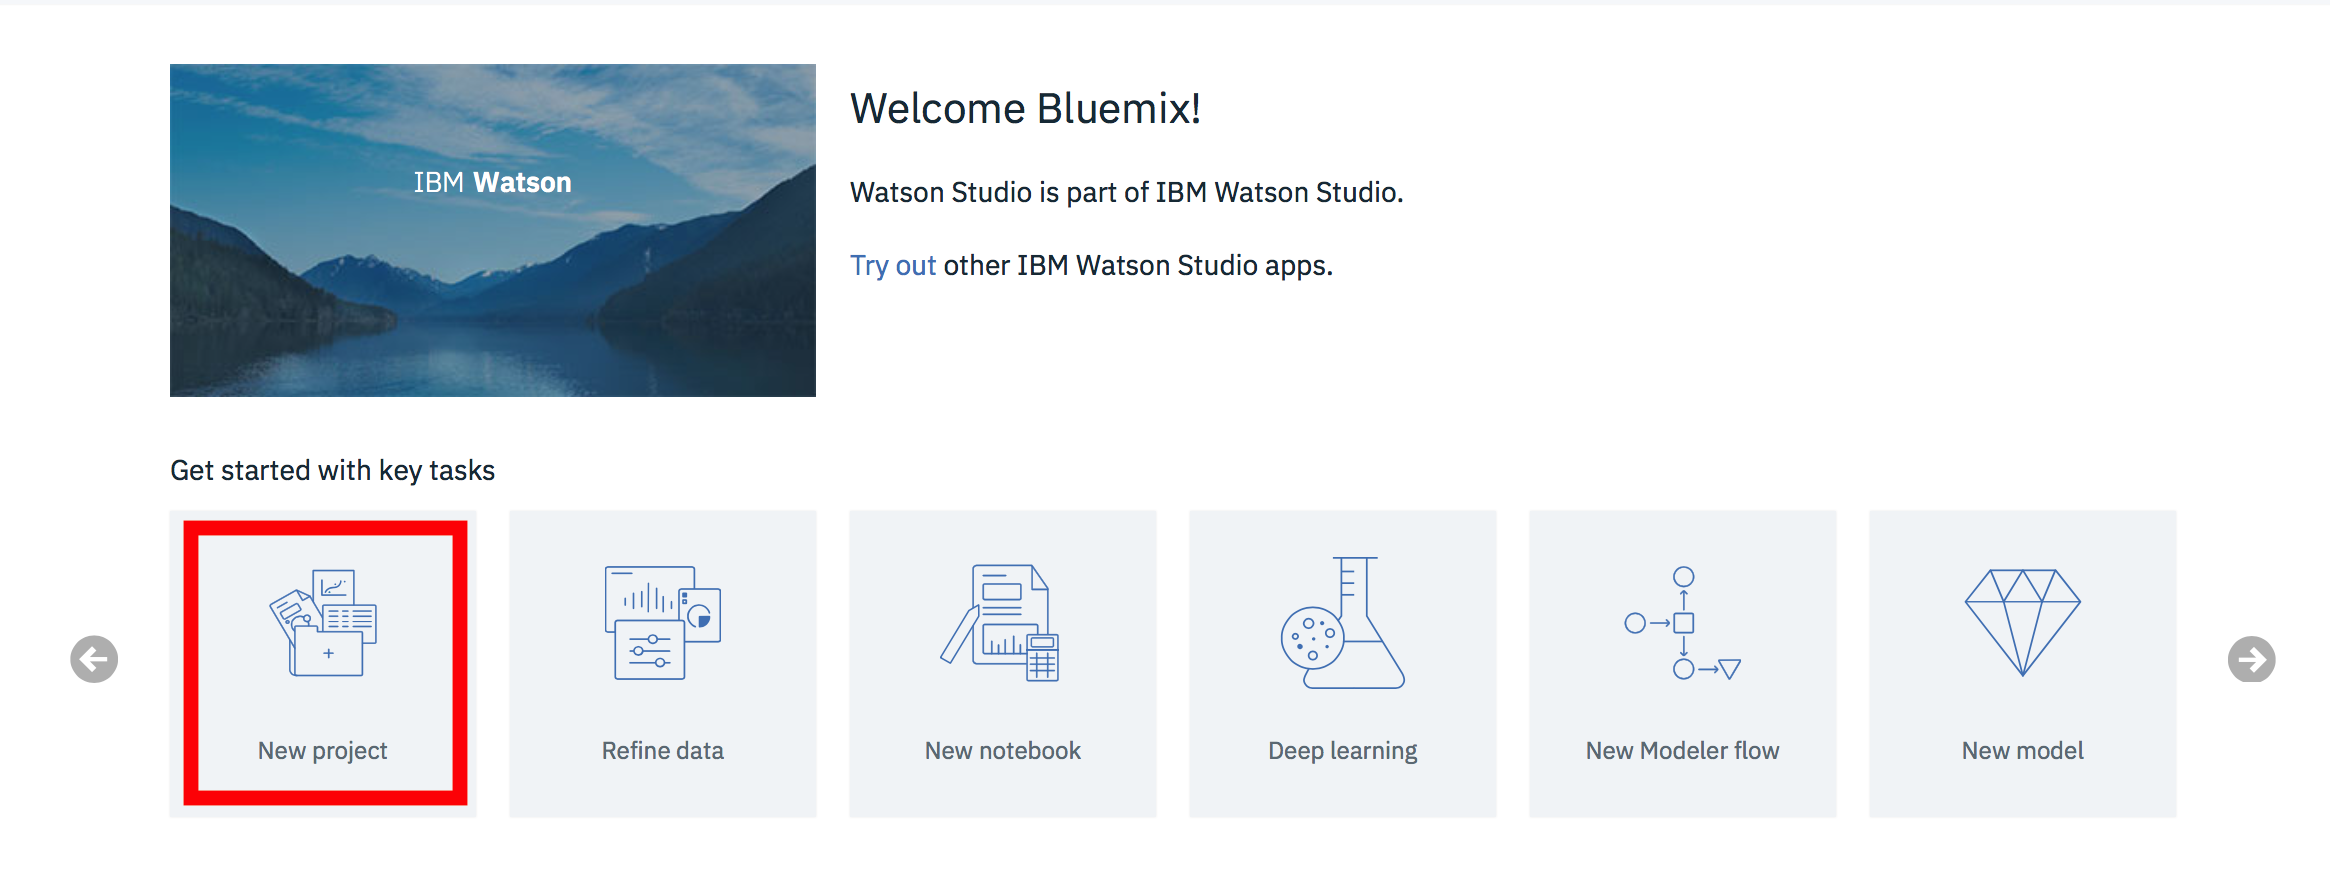 IBM Watson
Welcome Bluemix!
Watson Studio is part of IBM Watson Studio.
Try out other IBM Watson Studio apps.
Get started with key tasks
New project
Refine data
New notebook
Deep learning
New Modeler flow
New model